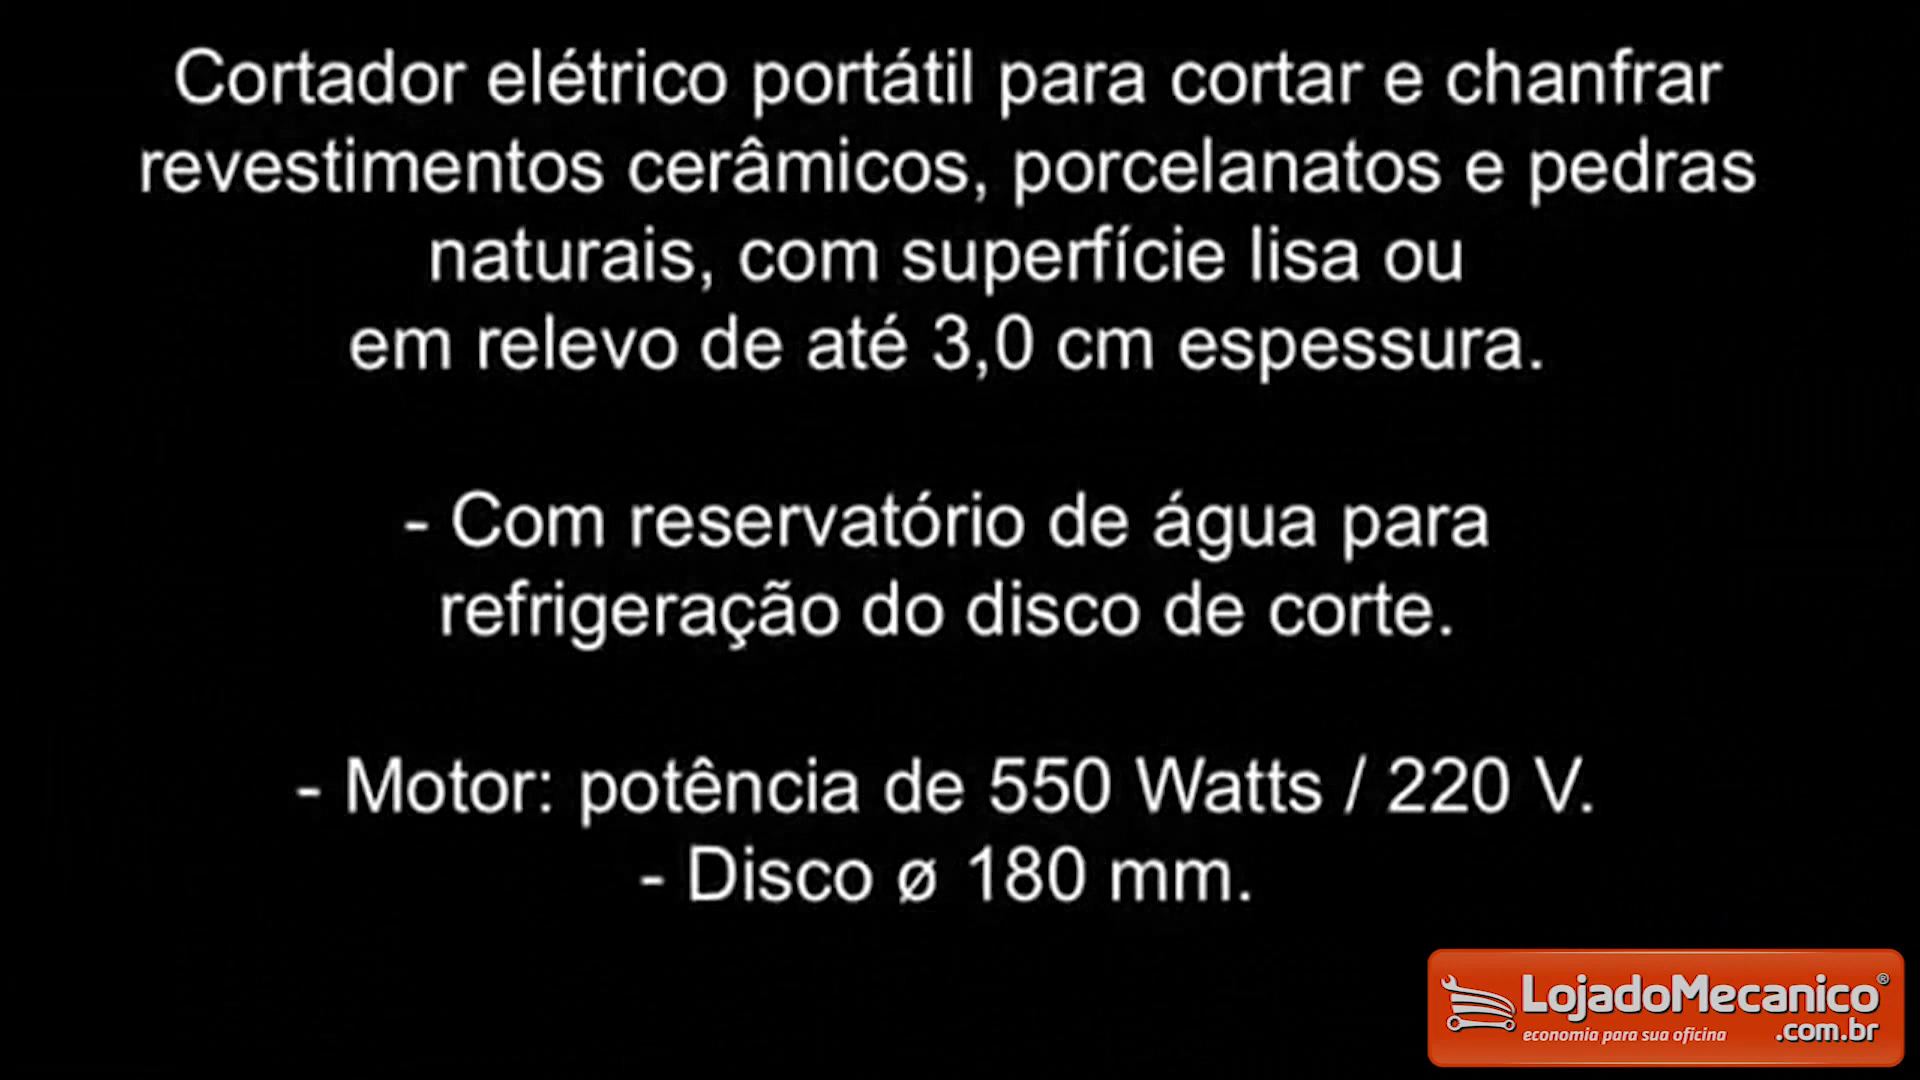 Cortador elétrico portátil para cortar e chanfrar
revestimentos cerâmicos, porcelanatos e pedras
naturais, com superfície lisa ou
em relevo de até 3,0 cm espessura.
- Com reservatório de água para
refrigeração do disco de corte.
- Motor: potência de 550 Watts / 220 V.
- Disco ø 180 mm.
LojadoMecanico®
economia para sua oficina .com.br